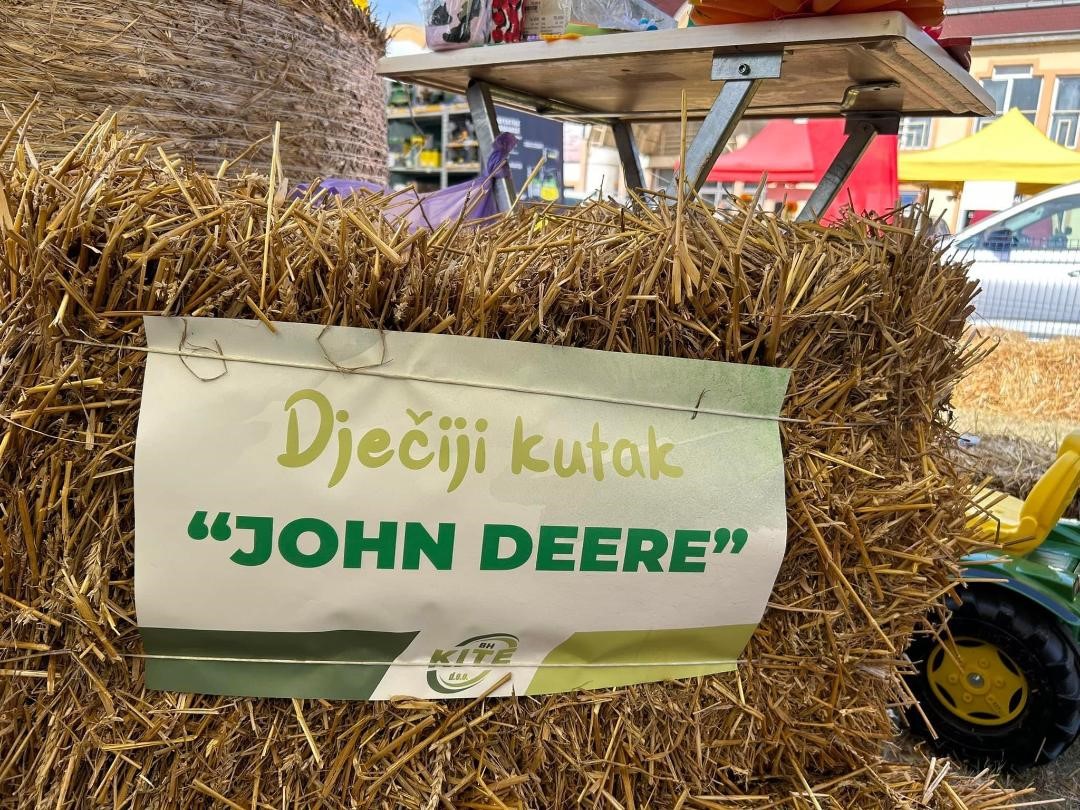 Dječiji kutak
“JOHN DEERE”
BH
KITE
d.o.o.